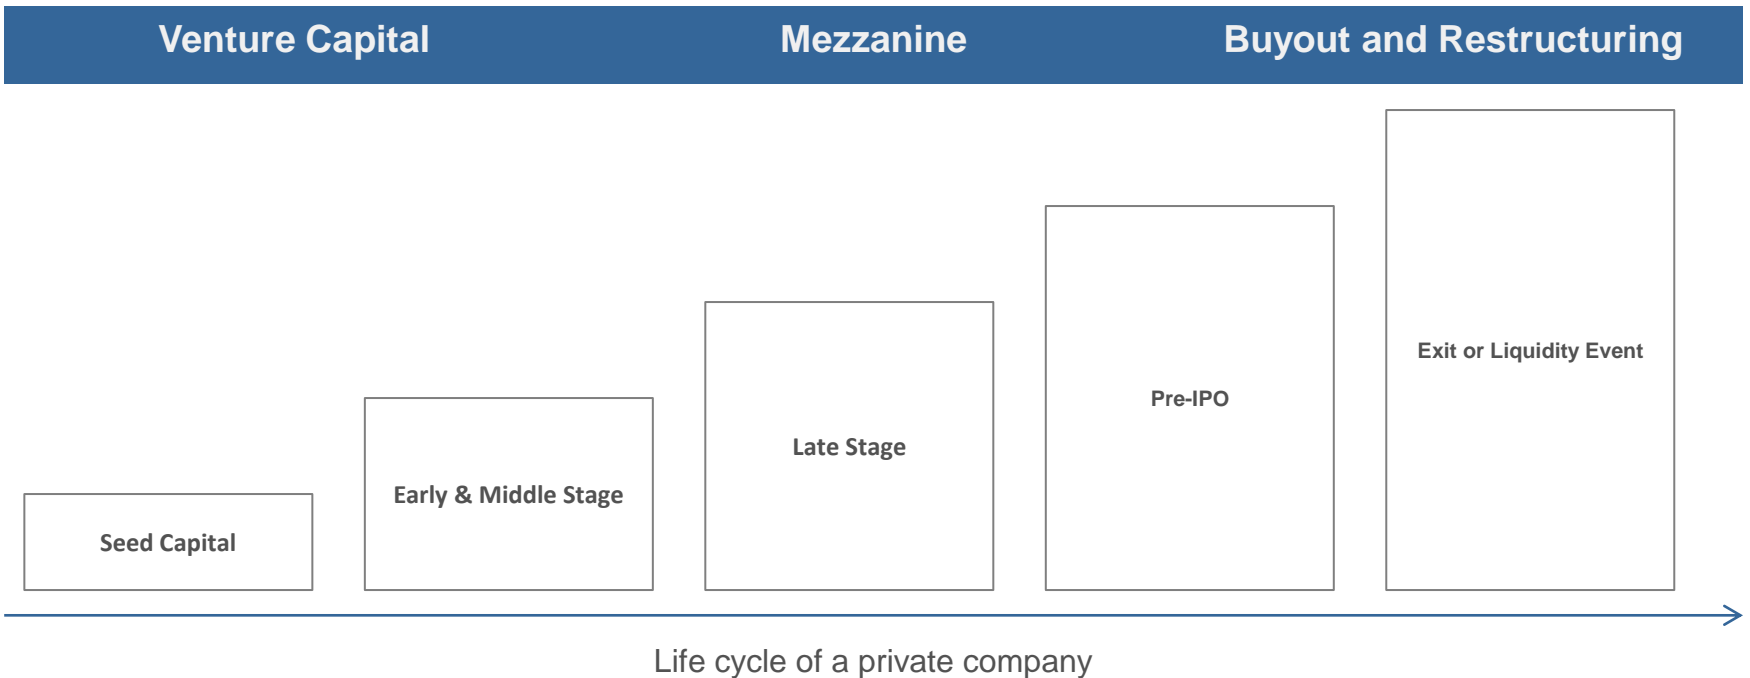 Venture Capital
Mezzanine
Buyout and Restructuring
Seed Capital
Early & Middle Stage
Late Stage
Pre-IPO
Exit or Liquidity Event
Life cycle of a private company